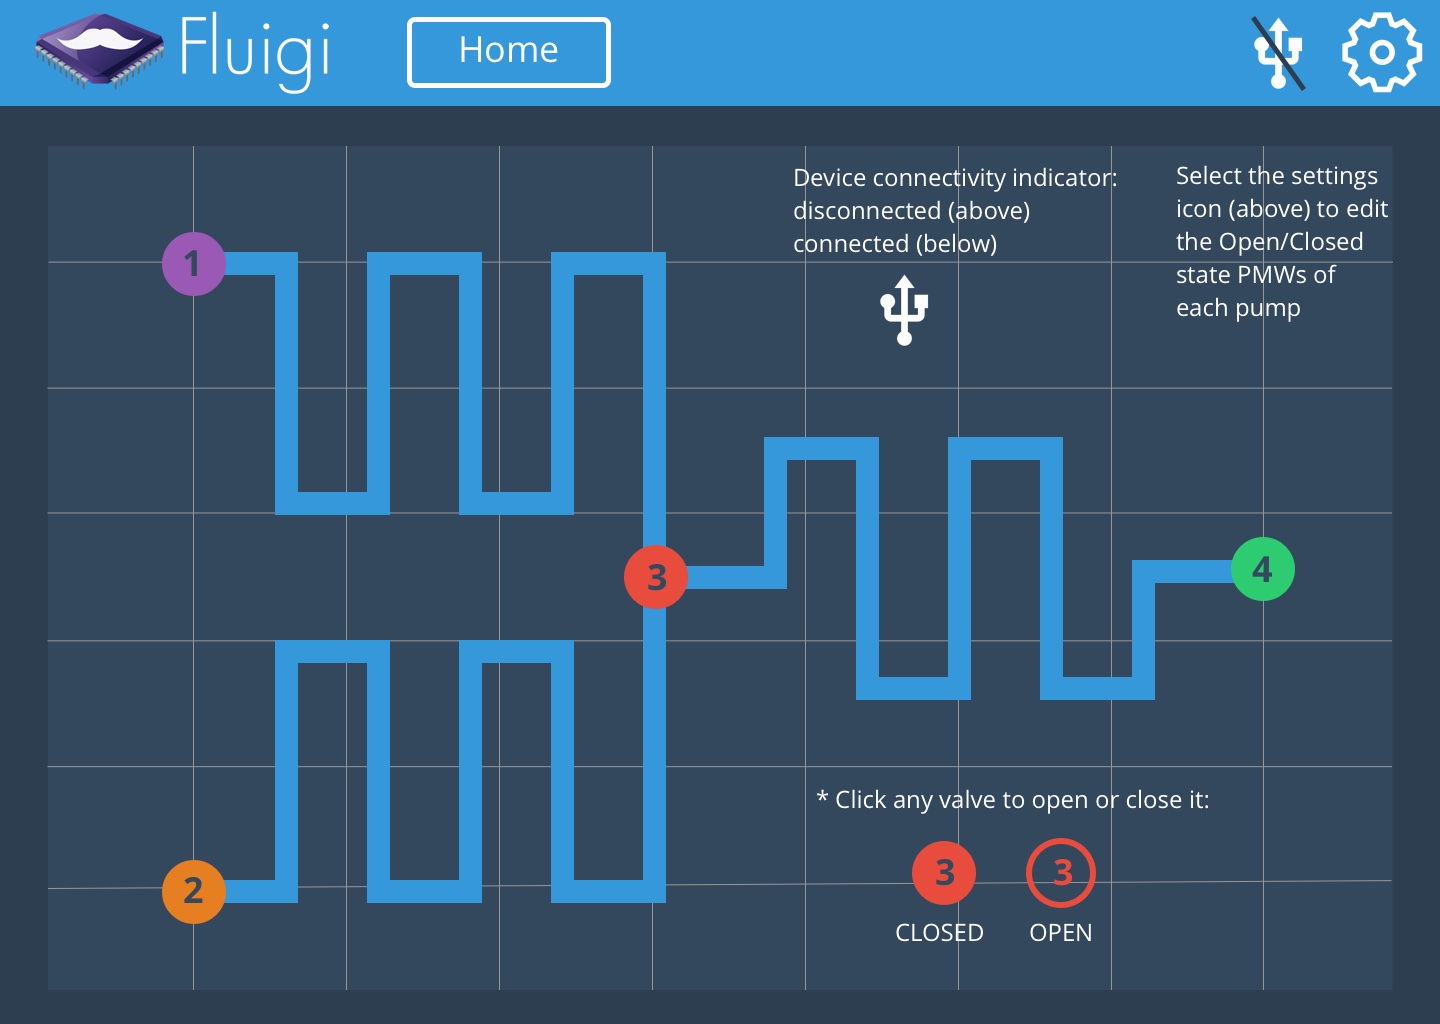 Fluigi
Home
Device connectivity indicator:
disconnected (above)
connected (below)
Select the settings
icon (above) to edit
the Open/Closed
state PMWs of
each pump
1
3
4
2
* Click any valve to open or close it:
3
3
CLOSED
OPEN